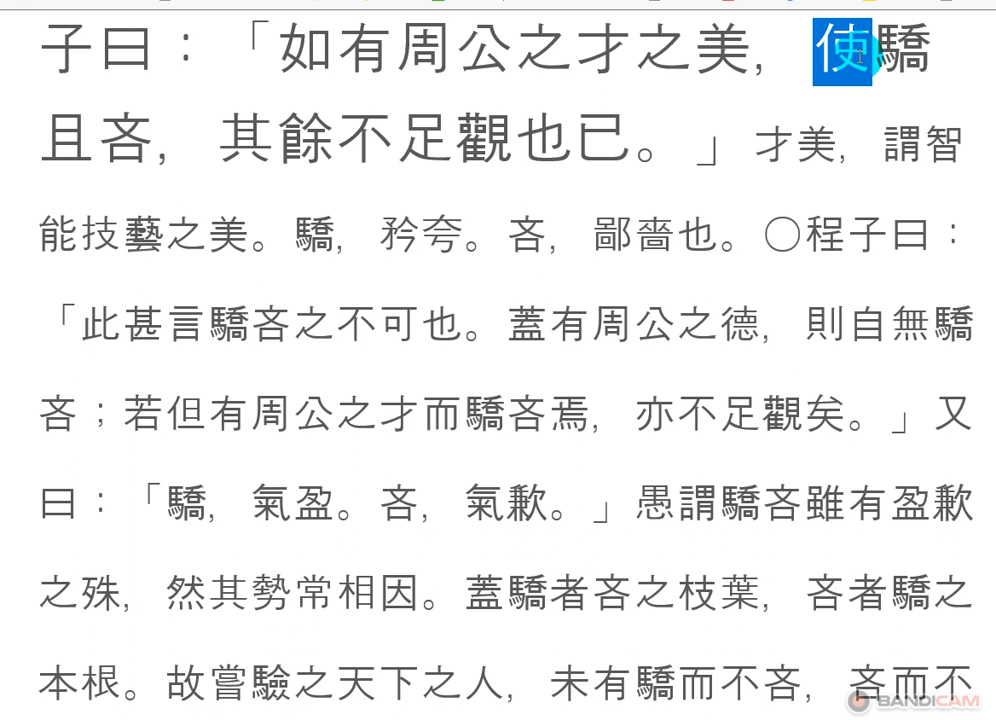 子曰：「如有周公之才之美，使驕
且吝，其餘不足觀也已。」才美，謂智
能技藝之美。驕，矜夸。吝，鄙嗇也。○程子曰：
「此甚言驕吝之不可也。蓋有周公之德，則自無驕
吝；若但有周公之才而驕吝焉，亦不足觀矣。」又
曰：「驕，氣盈。吝，氣歉。」愚謂驕吝雖有盈歉
之殊，然其勢常相因。蓋驕者吝之枝葉，吝者驕之
本根。故嘗驗之天下之人，未有驕而不吝，吝而不
BANDICAM